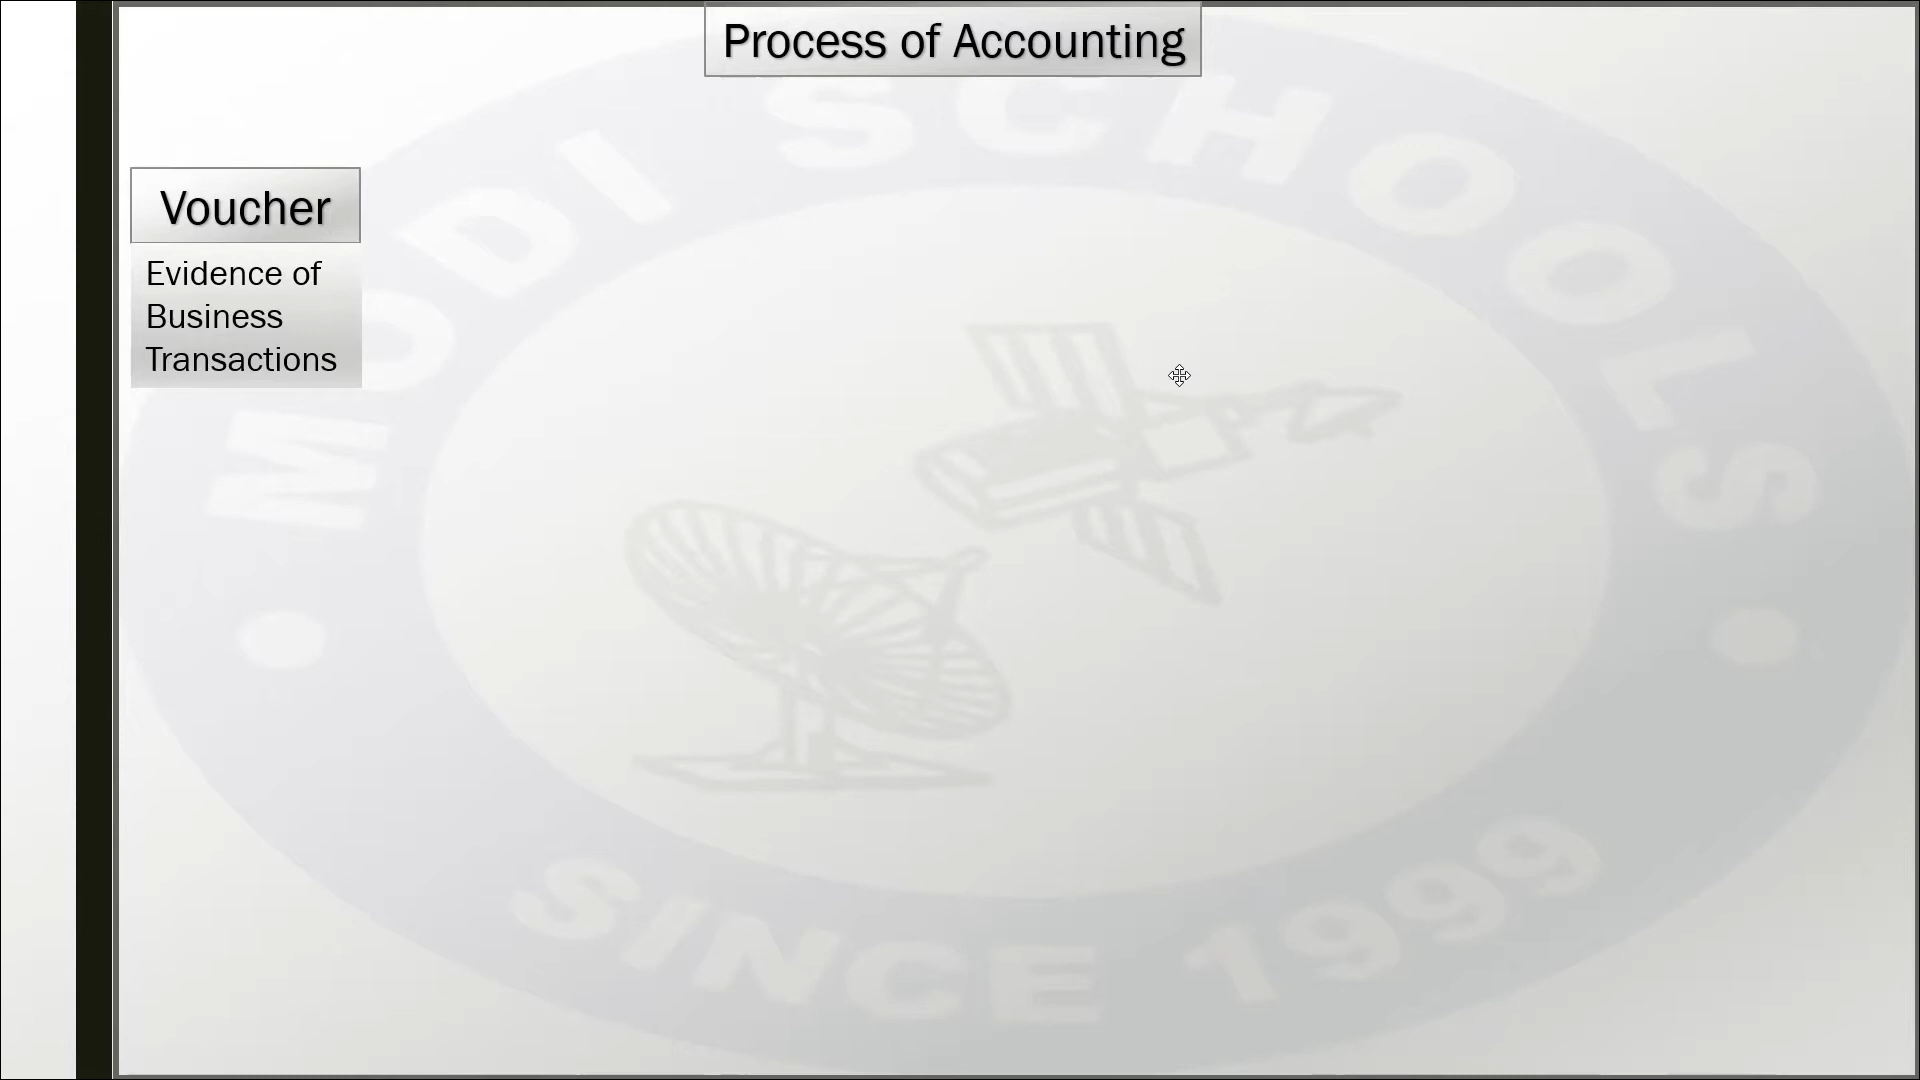 Process of Accounting
MODI SCHOOLS
Voucher
Evidence of
Business
Transactions
SINCE 1999